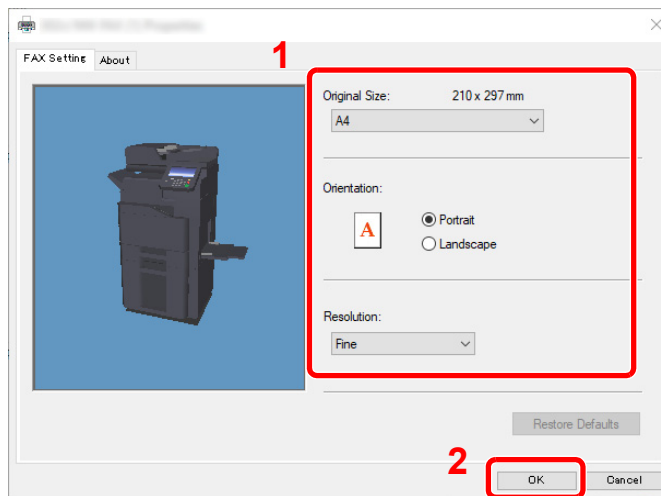 1
FAX Setting About
Original Size: 210 x 297 mm
A4
Orientation:
A
Portrait
Landscape
Resolution:
Fine
Restore Defaults
2
OK Cancel